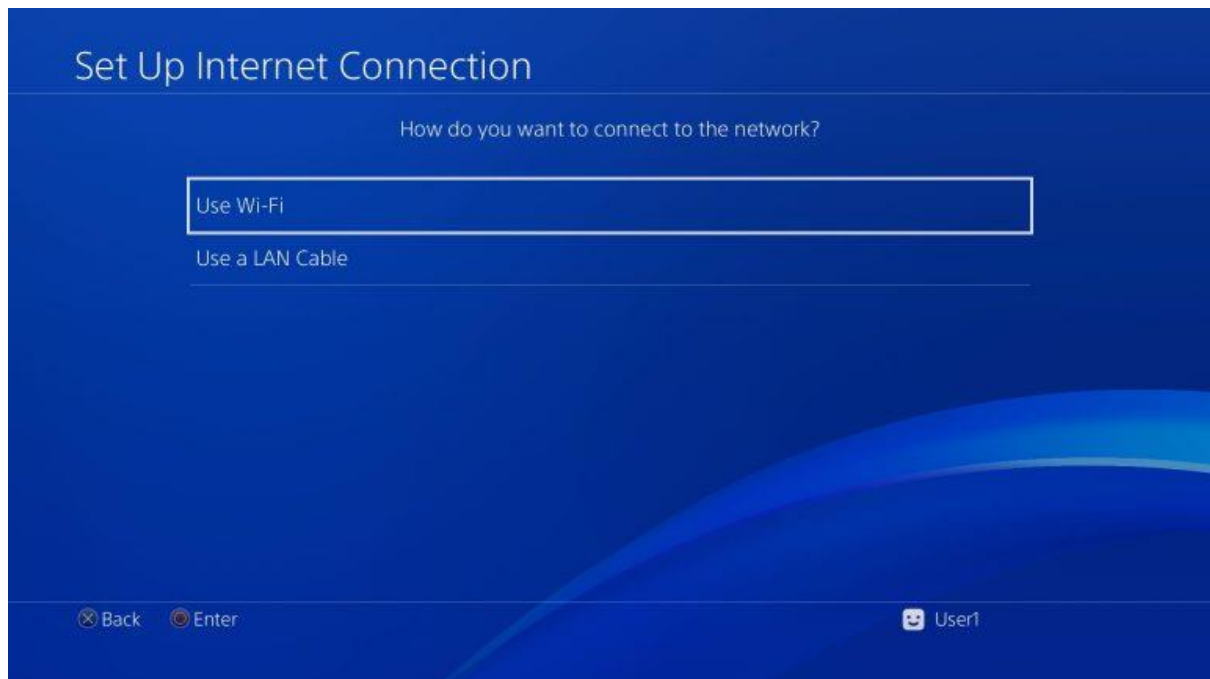 Set Up Internet Connection
How do you want to connect to the network?
Use Wi-Fi
Use a LAN Cable
Back Enter User1